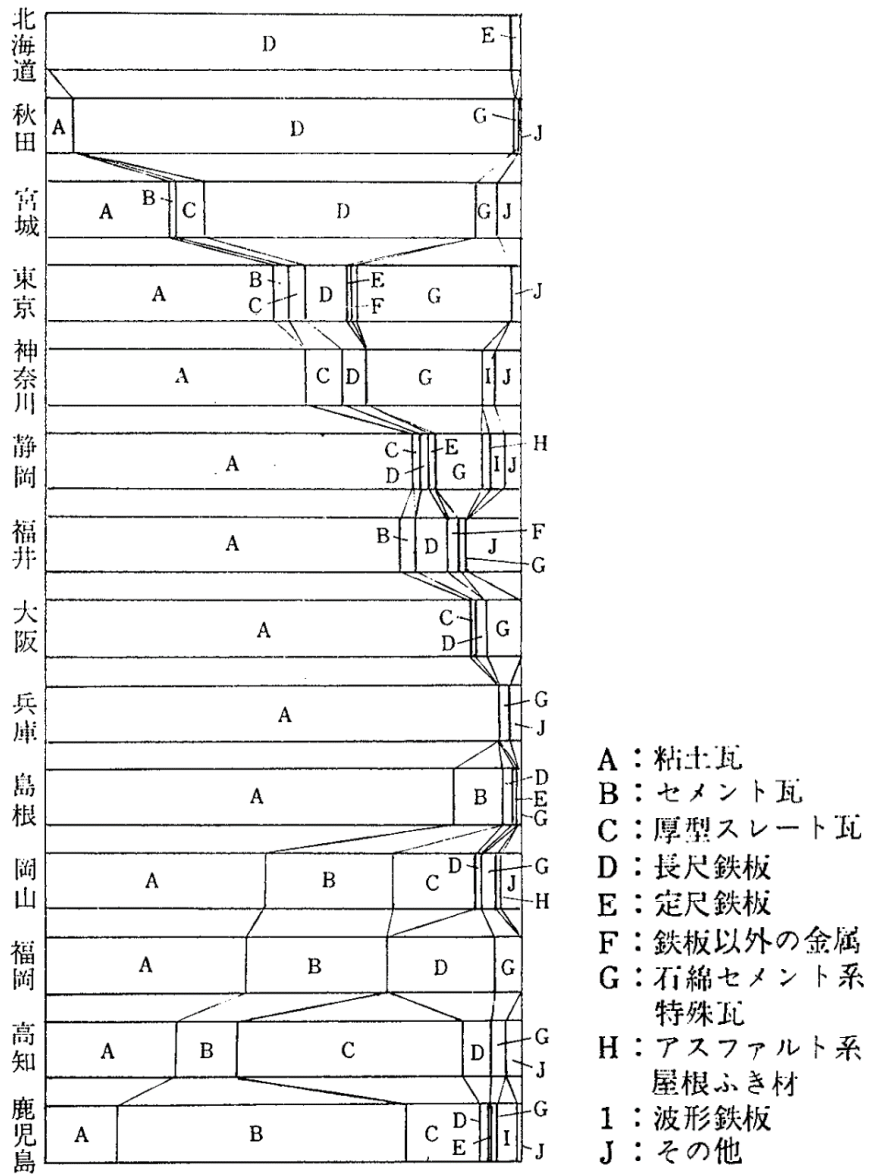 北海道 D E
秋田 A D G J
宮城 A B C D G J
東京 A B C D E F G J
神奈川 A C D G I J
静岡 A C D E G H I J
福井 A B D F G J
大阪 A C D G
兵庫 A G J
島根 A B D E G
岡山 A B C D G H J
福岡 A B D G
高知 A B C D G J
鹿児島 A B C D E G I J
A：粘土瓦
B：セメント瓦
C：厚型スレート瓦
D：長尺鉄板
E：定尺鉄板
F：鉄板以外の金属
G：石綿セメント系
特殊瓦
H：アスファルト系
屋根ふき材
I：波形鉄板
J：その他